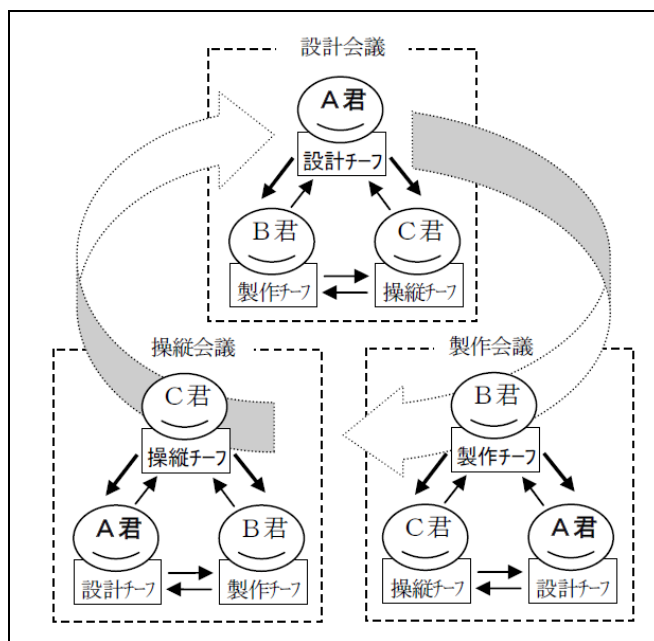 設計会議
A君
設計チーフ
B君
C君
製作チーフ
操縦チーフ
操縦会議
C君
操縦チーフ
A君
B君
設計チーフ
製作チーフ
製作会議
B君
製作チーフ
C君
A君
操縦チーフ
設計チーフ